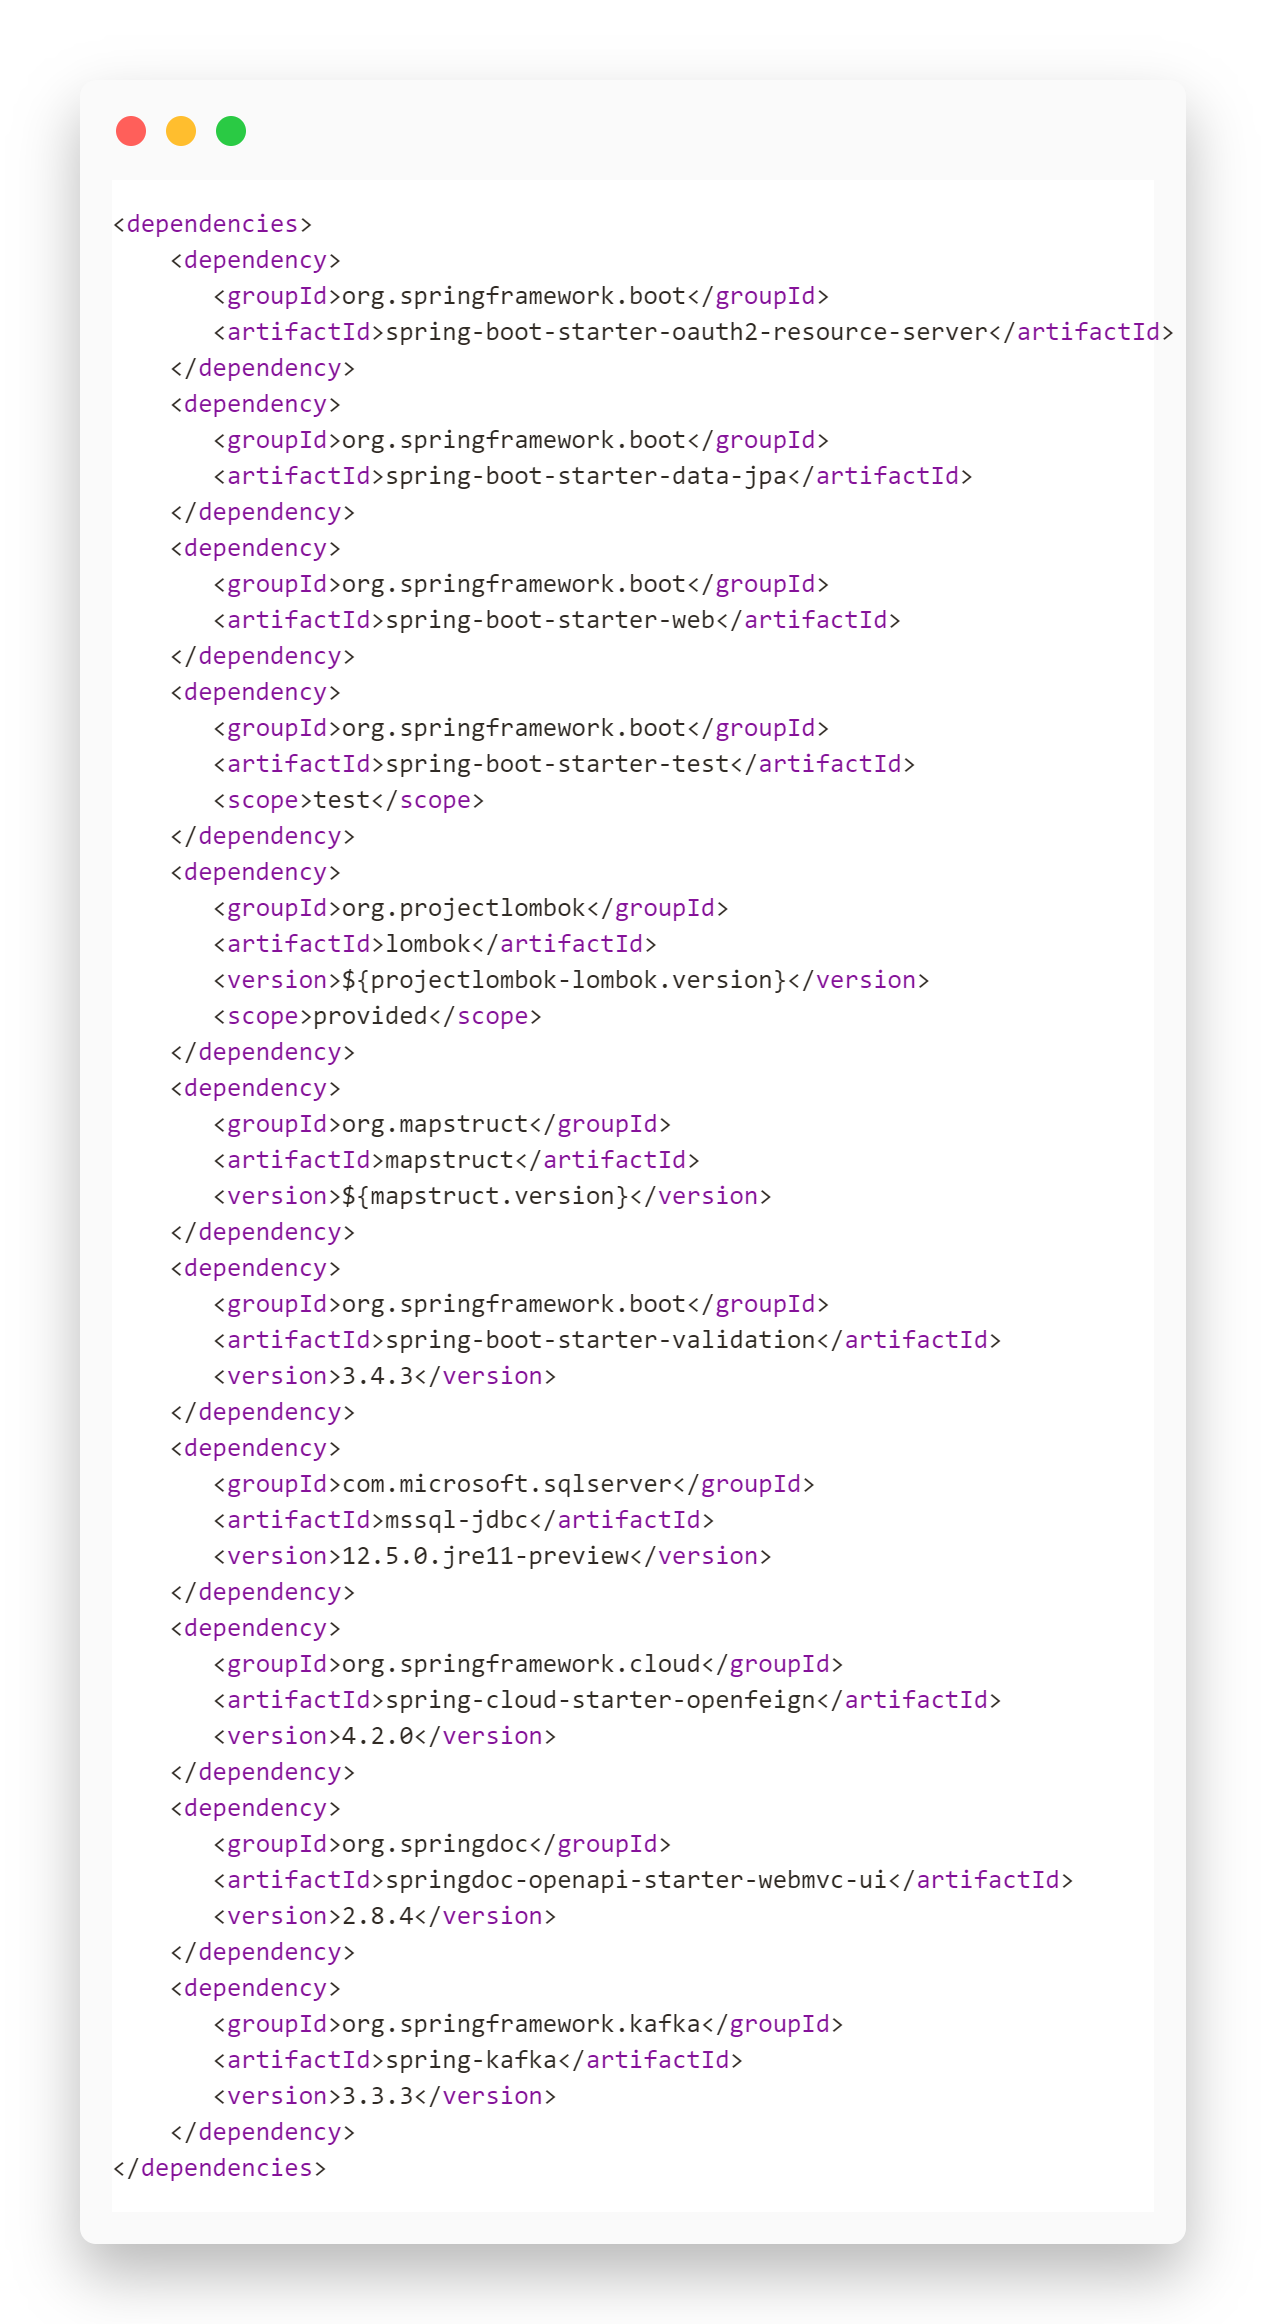 <dependencies>
    <dependency>
       <groupId>org.springframework.boot</groupId>
       <artifactId>spring-boot-starter-oauth2-resource-server</artifactId>
    </dependency>
    <dependency>
       <groupId>org.springframework.boot</groupId>
       <artifactId>spring-boot-starter-data-jpa</artifactId>
    </dependency>
    <dependency>
       <groupId>org.springframework.boot</groupId>
       <artifactId>spring-boot-starter-web</artifactId>
    </dependency>
    <dependency>
       <groupId>org.springframework.boot</groupId>
       <artifactId>spring-boot-starter-test</artifactId>
       <scope>test</scope>
    </dependency>
    <dependency>
       <groupId>org.projectlombok</groupId>
       <artifactId>lombok</artifactId>
       <version>${projectlombok-lombok.version}</version>
       <scope>provided</scope>
    </dependency>
    <dependency>
       <groupId>org.mapstruct</groupId>
       <artifactId>mapstruct</artifactId>
       <version>${mapstruct.version}</version>
    </dependency>
    <dependency>
       <groupId>org.springframework.boot</groupId>
       <artifactId>spring-boot-starter-validation</artifactId>
       <version>3.4.3</version>
    </dependency>
    <dependency>
       <groupId>com.microsoft.sqlserver</groupId>
       <artifactId>mssql-jdbc</artifactId>
       <version>12.5.0.jre11-preview</version>
    </dependency>
    <dependency>
       <groupId>org.springframework.cloud</groupId>
       <artifactId>spring-cloud-starter-openfeign</artifactId>
       <version>4.2.0</version>
    </dependency>
    <dependency>
       <groupId>org.springdoc</groupId>
       <artifactId>springdoc-openapi-starter-webmvc-ui</artifactId>
       <version>2.8.4</version>
    </dependency>
    <dependency>
       <groupId>org.springframework.kafka</groupId>
       <artifactId>spring-kafka</artifactId>
       <version>3.3.3</version>
    </dependency>
</dependencies>